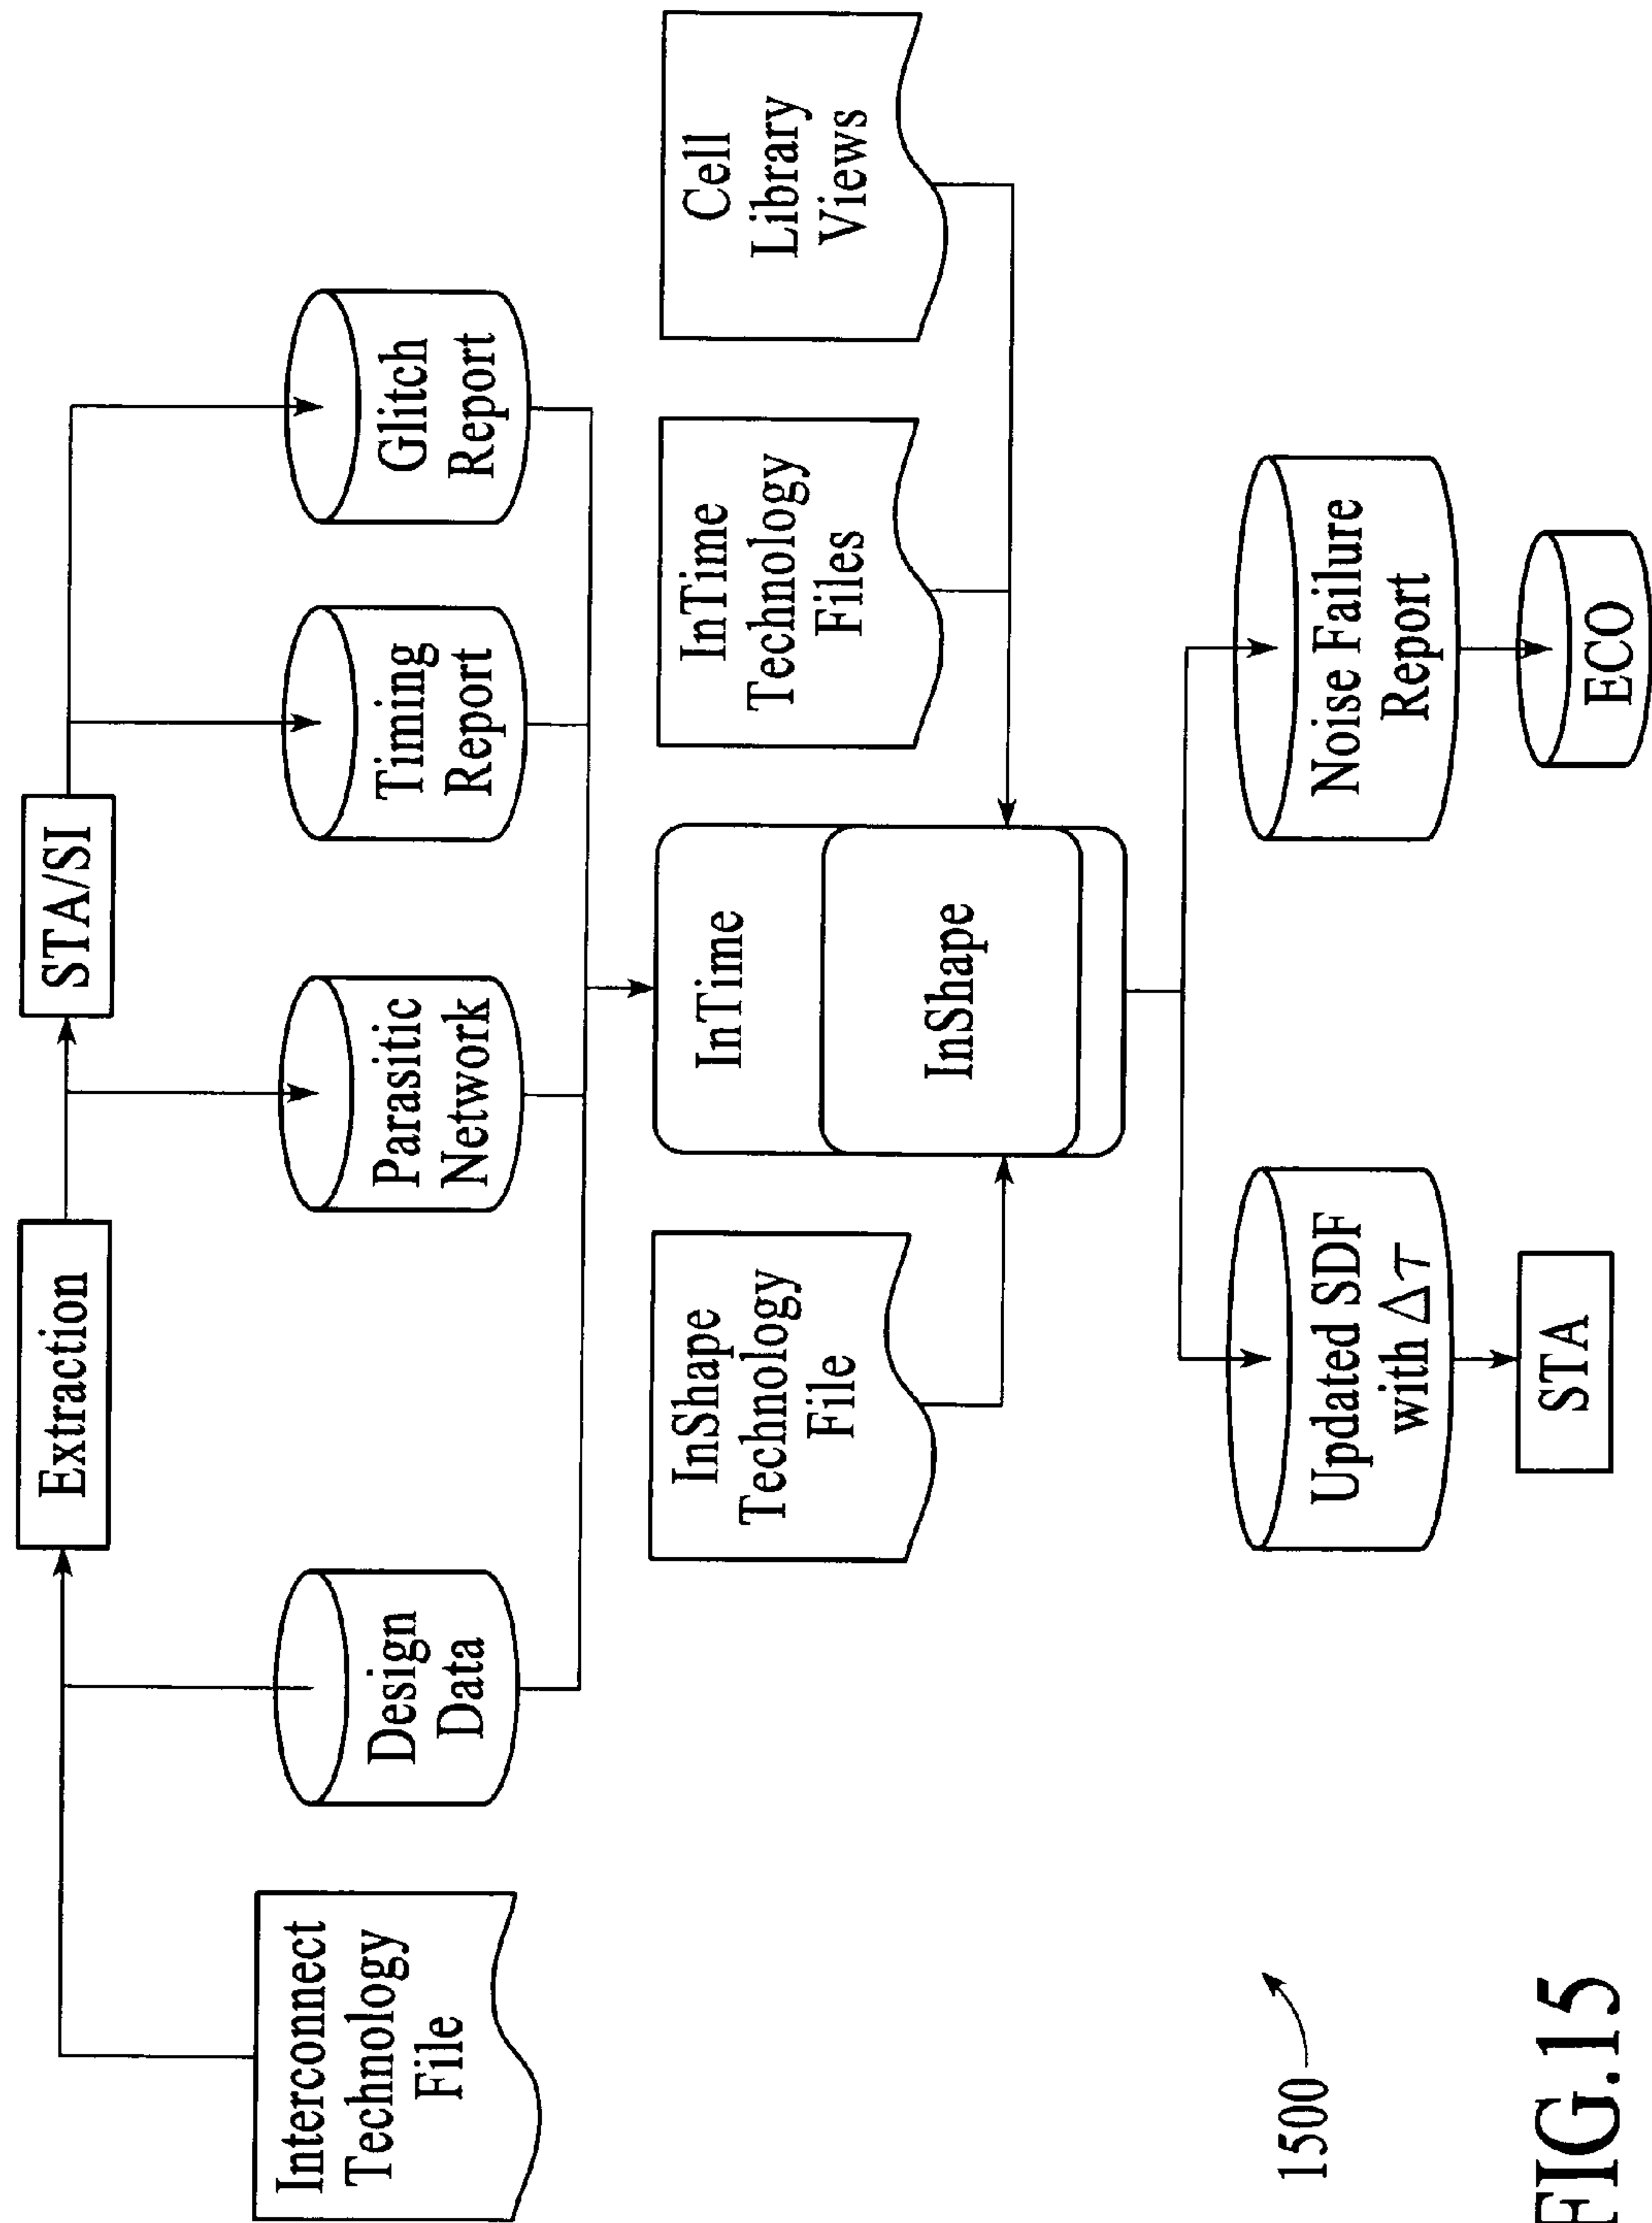 Extraction
STA/SI
Interconnect
Technology
File
Design
Data
Parasitic
Network
Timing
Report
Glitch
Report
InShape
Technology
File
InTime
InShape
InTime
Technology
Files
Cell
Library
Views
Updated SDF
with Δτ
Noise Failure
Report
STA
ECO
1500
FIG.15